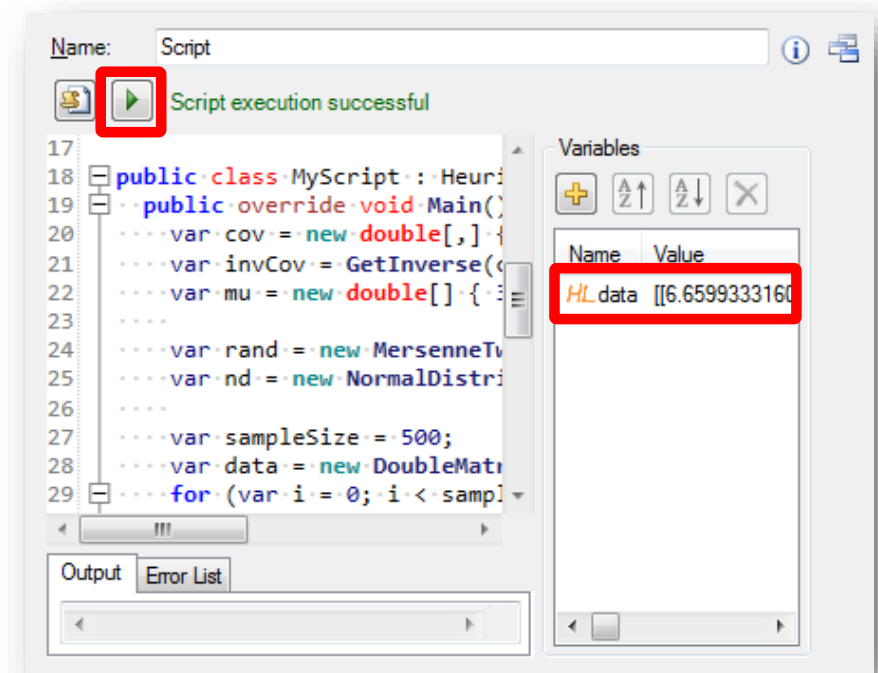 Name: Script
Script execution successful
17
18 public class MyScript : Heuri
19 public override void Main()
20 var cov = new double[,] {
21 var invCov = GetInverse(c
22 var mu = new double[] { 3
23
24 var rand = new MersenneTw
25 var nd = new NormalDistri
26
27 var sampleSize = 500;
28 var data = new DoubleMatr
29 for (var i = 0; i < sampl
Output Error List
Variables
Name Value
HL data [[6.6599333160